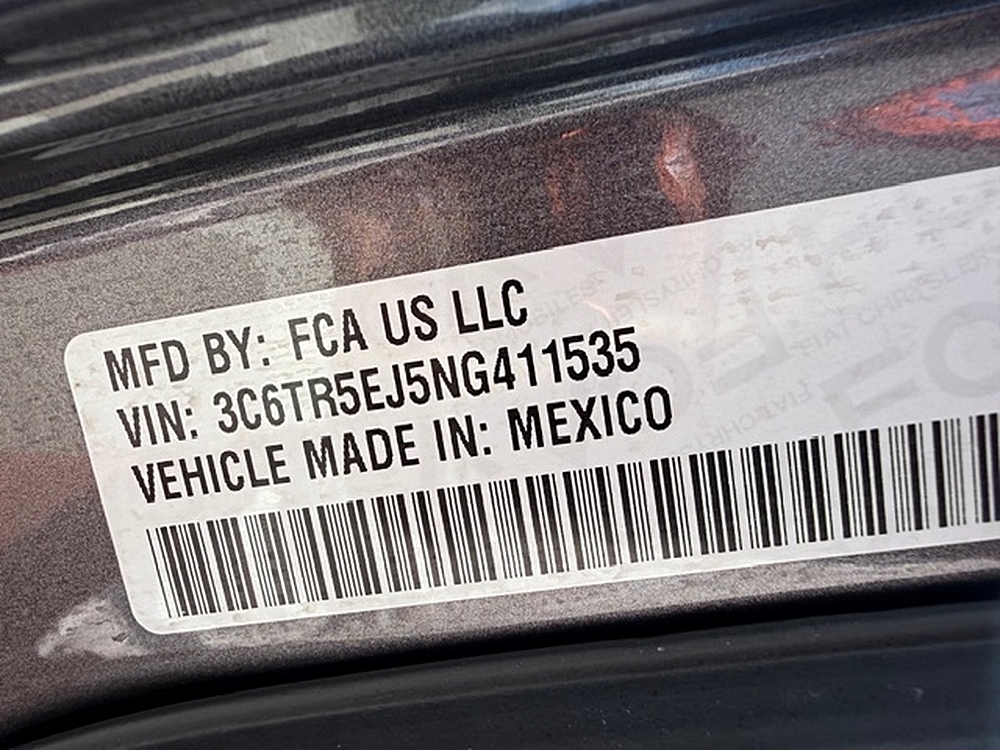 MFD BY: FCA US LLC
VIN: 3C6TR5EJ5NG411535
VEHICLE MADE IN: MEXICO